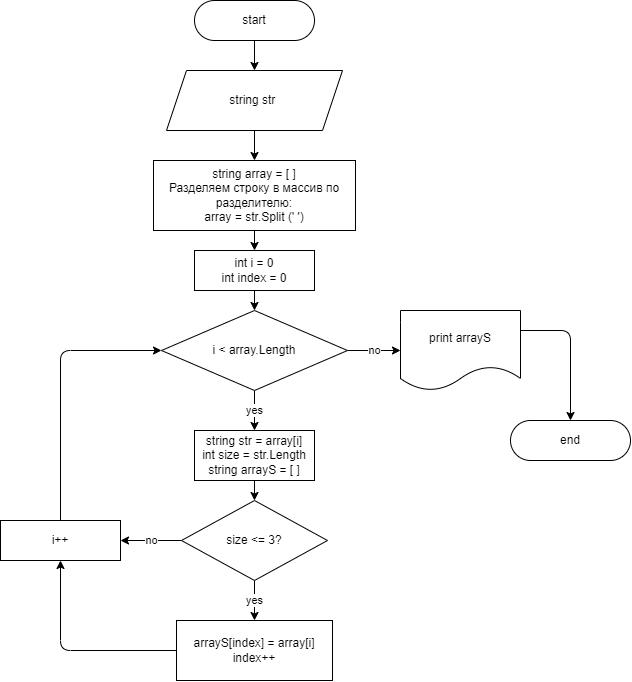 start
string str
string array = [ ]
Разделяем строку в массив по
разделителю:
array = str.Split (' ')
int i = 0
int index = 0
i < array.Length
no
print arrayS
yes
end
string str = array[i]
int size = str.Length
string arrayS = [ ]
i++
no
size <= 3?
yes
arrayS[index] = array[i]
index++